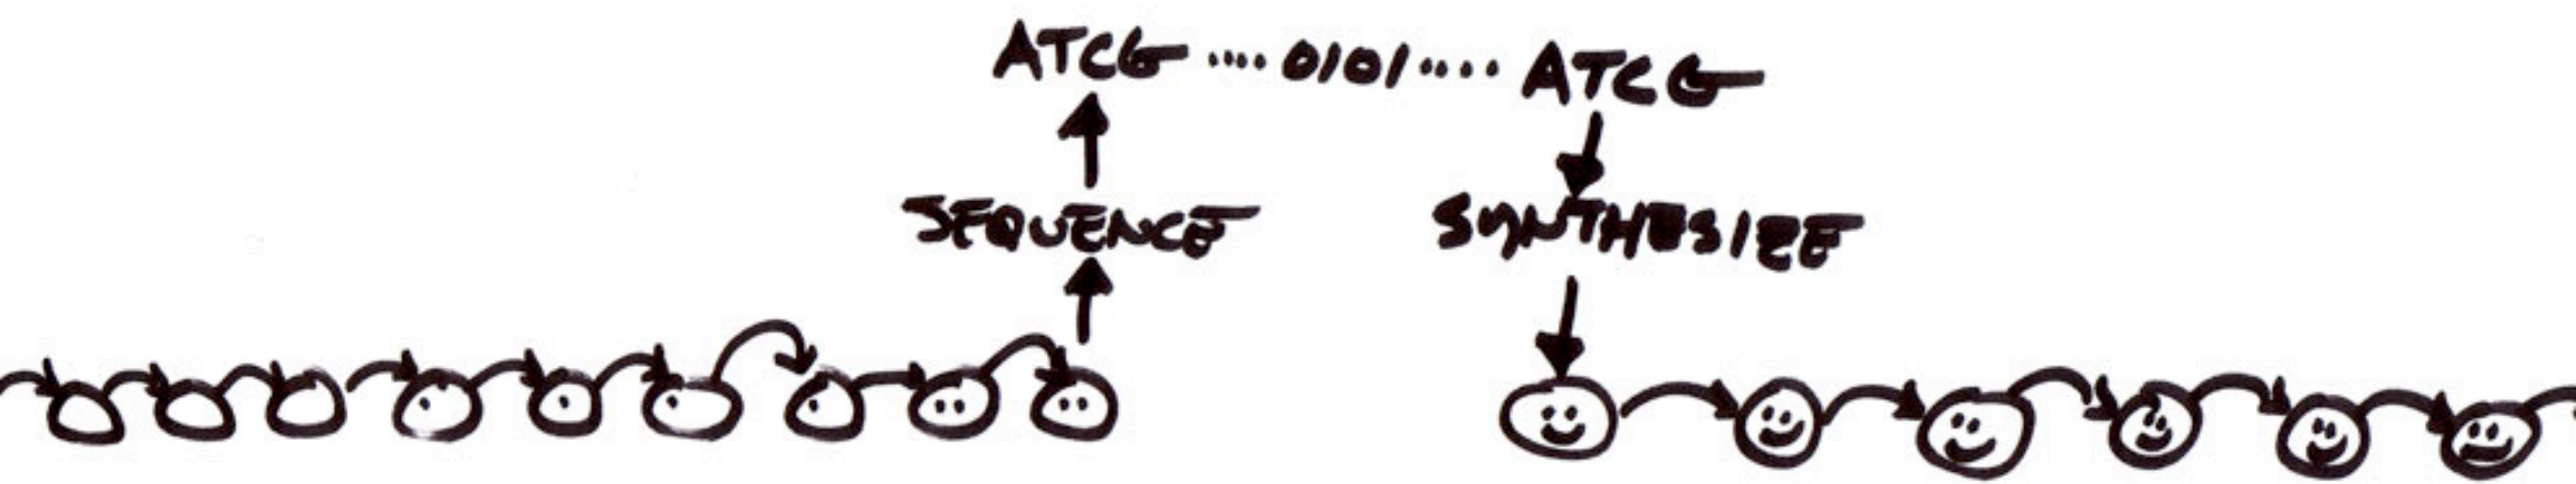 ATCG .... 0101 .... ATCG
SEQUENCE SYNTHESIZE